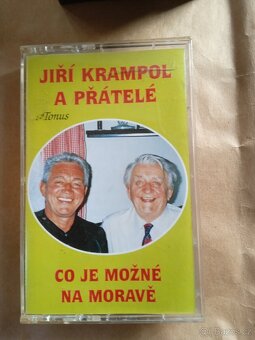 JIŘÍ KRAMPOL
A PŘÁTELÉ
Tonus
CO JE MOŽNÉ
NA MORAVĚ